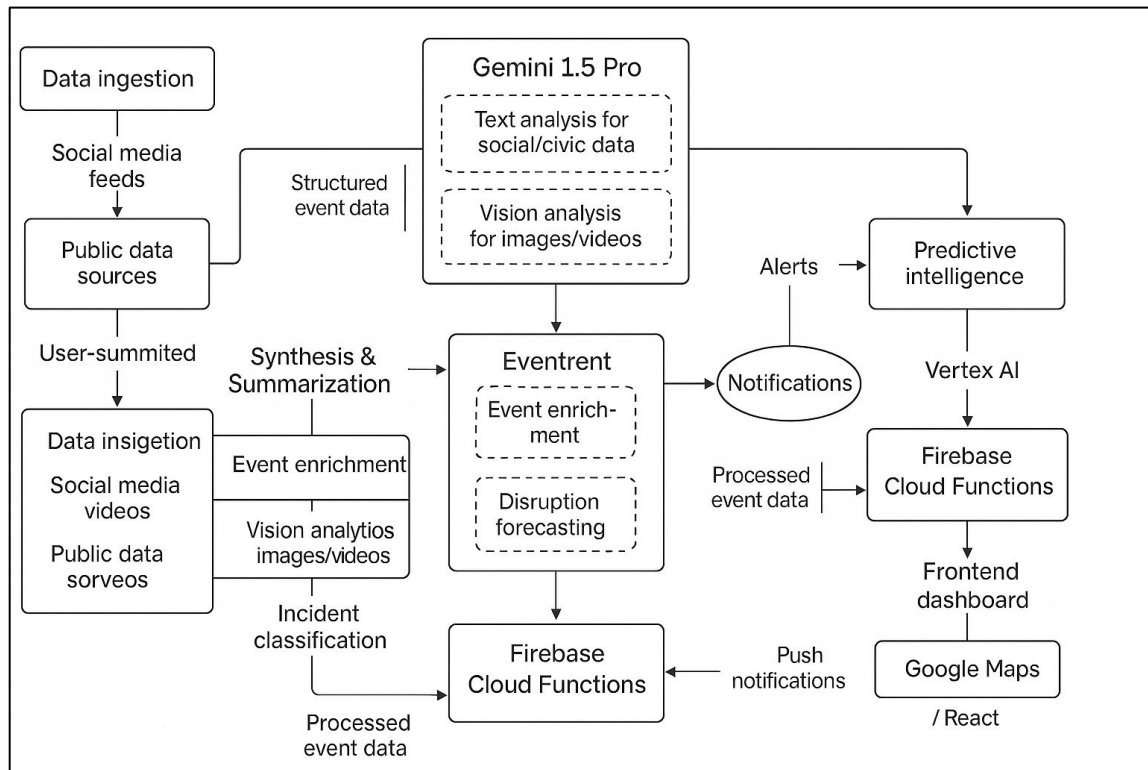 Data ingestion
Social media
feeds
Public data
sources
User-summited
Data insigetion
Social media
videos
Public data
sorveos
Structured
event data
Synthesis &
Summarization
Event enrichment
Vision analytios
images/videos
Incident
classification
Processed
event data
Gemini 1.5 Pro
Text analysis for
social/civic data
Vision analysis
for images/videos
Eventrent
Event enrich-
ment
Disruption
forecasting
Firebase
Cloud Functions
Alerts
Notifications
Push
notifications
Predictive
intelligence
Vertex AI
Processed
event data
Firebase
Cloud Functions
Frontend
dashboard
Google Maps
/ React